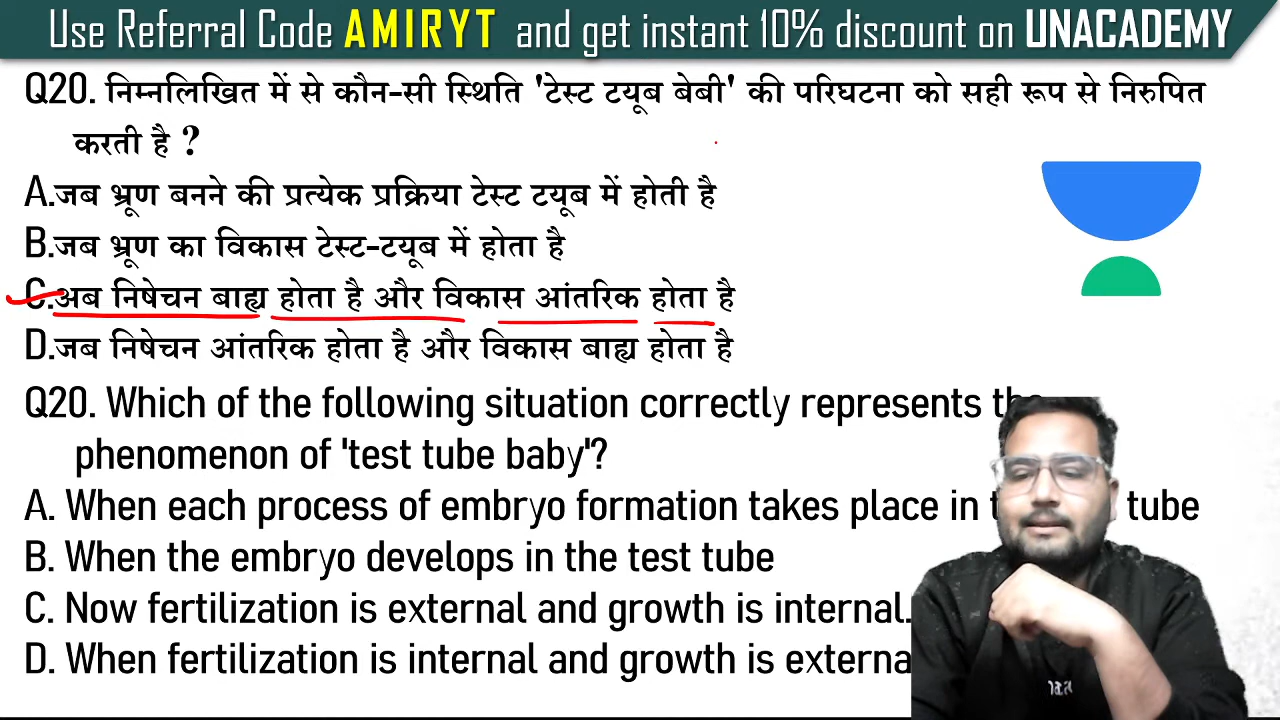 Use Referral Code AMIRYT and get instant 10% discount on UNACADEMY
Q20. निम्नलिखित में से कौन-सी स्थिति 'टेस्ट टयूब बेबी' की परिघटना को सही रूप से निरुपित
करती है ?
A.जब भ्रूण बनने की प्रत्येक प्रक्रिया टेस्ट टयूब में होती है
B.जब भ्रूण का विकास टेस्ट-टयूब में होता है
C.अब निषेचन बाह्य होता है और विकास आंतरिक होता है
D.जब निषेचन आंतरिक होता है और विकास बाह्य होता है
Q20. Which of the following situation correctly represents the
phenomenon of 'test tube baby'?
A. When each process of embryo formation takes place in tube
B. When the embryo develops in the test tube
C. Now fertilization is external and growth is internal.
D. When fertilization is internal and growth is externa